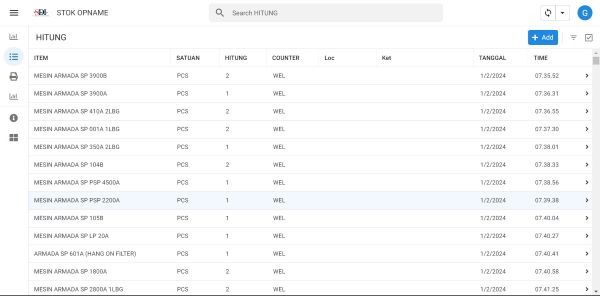 STOK OPNAME
Search HITUNG
G
HITUNG
+ Add
ITEM SATUAN HITUNG COUNTER Loc Ket TANGGAL TIME
MESIN ARMADA SP 3900B PCS 2 WEL 1/2/2024 07.35.52
MESIN ARMADA SP 3900A PCS 1 WEL 1/2/2024 07.36.31
MESIN ARMADA SP 410A 2LBG PCS 2 WEL 1/2/2024 07.36.55
MESIN ARMADA SP 001A 1LBG PCS 2 WEL 1/2/2024 07.37.30
MESIN ARMADA SP 350A 2LBG PCS 1 WEL 1/2/2024 07.38.01
MESIN ARMADA SP 104B PCS 2 WEL 1/2/2024 07.38.33
MESIN ARMADA SP PSP 4500A PCS 1 WEL 1/2/2024 07.38.56
MESIN ARMADA SP PSP 2200A PCS 1 WEL 1/2/2024 07.39.38
MESIN ARMADA SP 105B PCS 1 WEL 1/2/2024 07.40.04
MESIN ARMADA SP LP 20A PCS 1 WEL 1/2/2024 07.40.27
ARMADA SP 601A (HANG ON FILTER) PCS 1 WEL 1/2/2024 07.40.41
MESIN ARMADA SP 1800A PCS 2 WEL 1/2/2024 07.40.58
MESIN ARMADA SP 2800A 1LBG PCS 2 WEL 1/2/2024 07.41.25